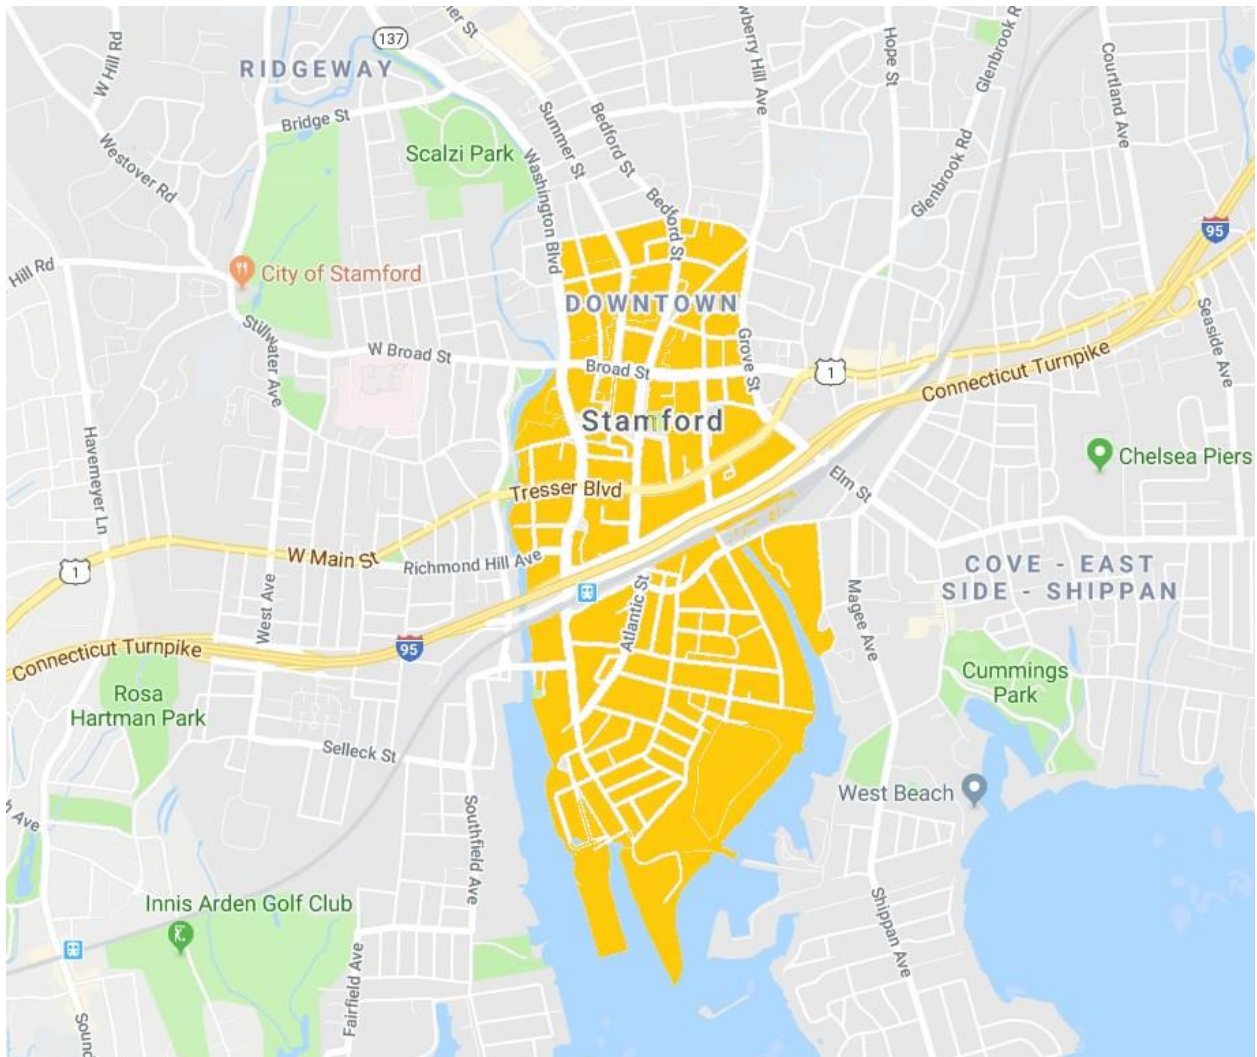 W Hill Rd
137
RIDGEWAY
Bridge St
Scalzi Park
Westover Rd
Washington Blvd
Summer St
Bedford St
Bedford St
wberry Hill Ave
Hope St
Glenbrook R
Glenbrook Rd
Courtland Ave
95
Hill Rd
City of Stamford
Stillwater Ave
W Broad St
DOWNTOWN
Broad St
Grove St
1
Connecticut Turnpike
Seaside Ave
Stamford
Chelsea Piers
Havemeyer Ln
Tresser Blvd
Elm St
W Main St
Richmond Hill Ave
1
West Ave
Atlantic St
Magee Ave
COVE - EAST
SIDE - SHIPPAN
Connecticut Turnpike
95
Rosa
Hartman Park
Cummings
Park
Selleck St
Southfield Ave
West Beach
Ave
Innis Arden Golf Club
Fairfield Ave
Shippan Ave
Sound